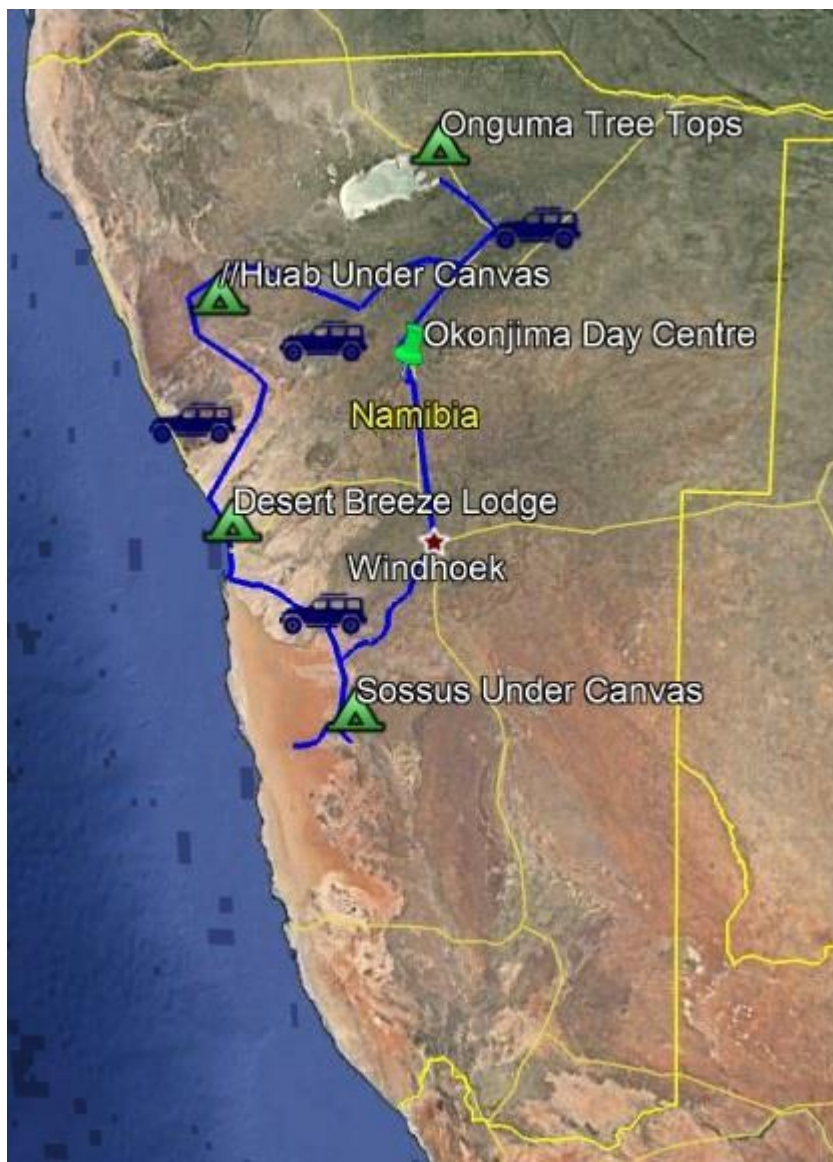 Onguma Tree Tops
//Huab Under Canvas
Okonjima Day Centre
Namibia
Desert Breeze Lodge
Windhoek
Sossus Under Canvas